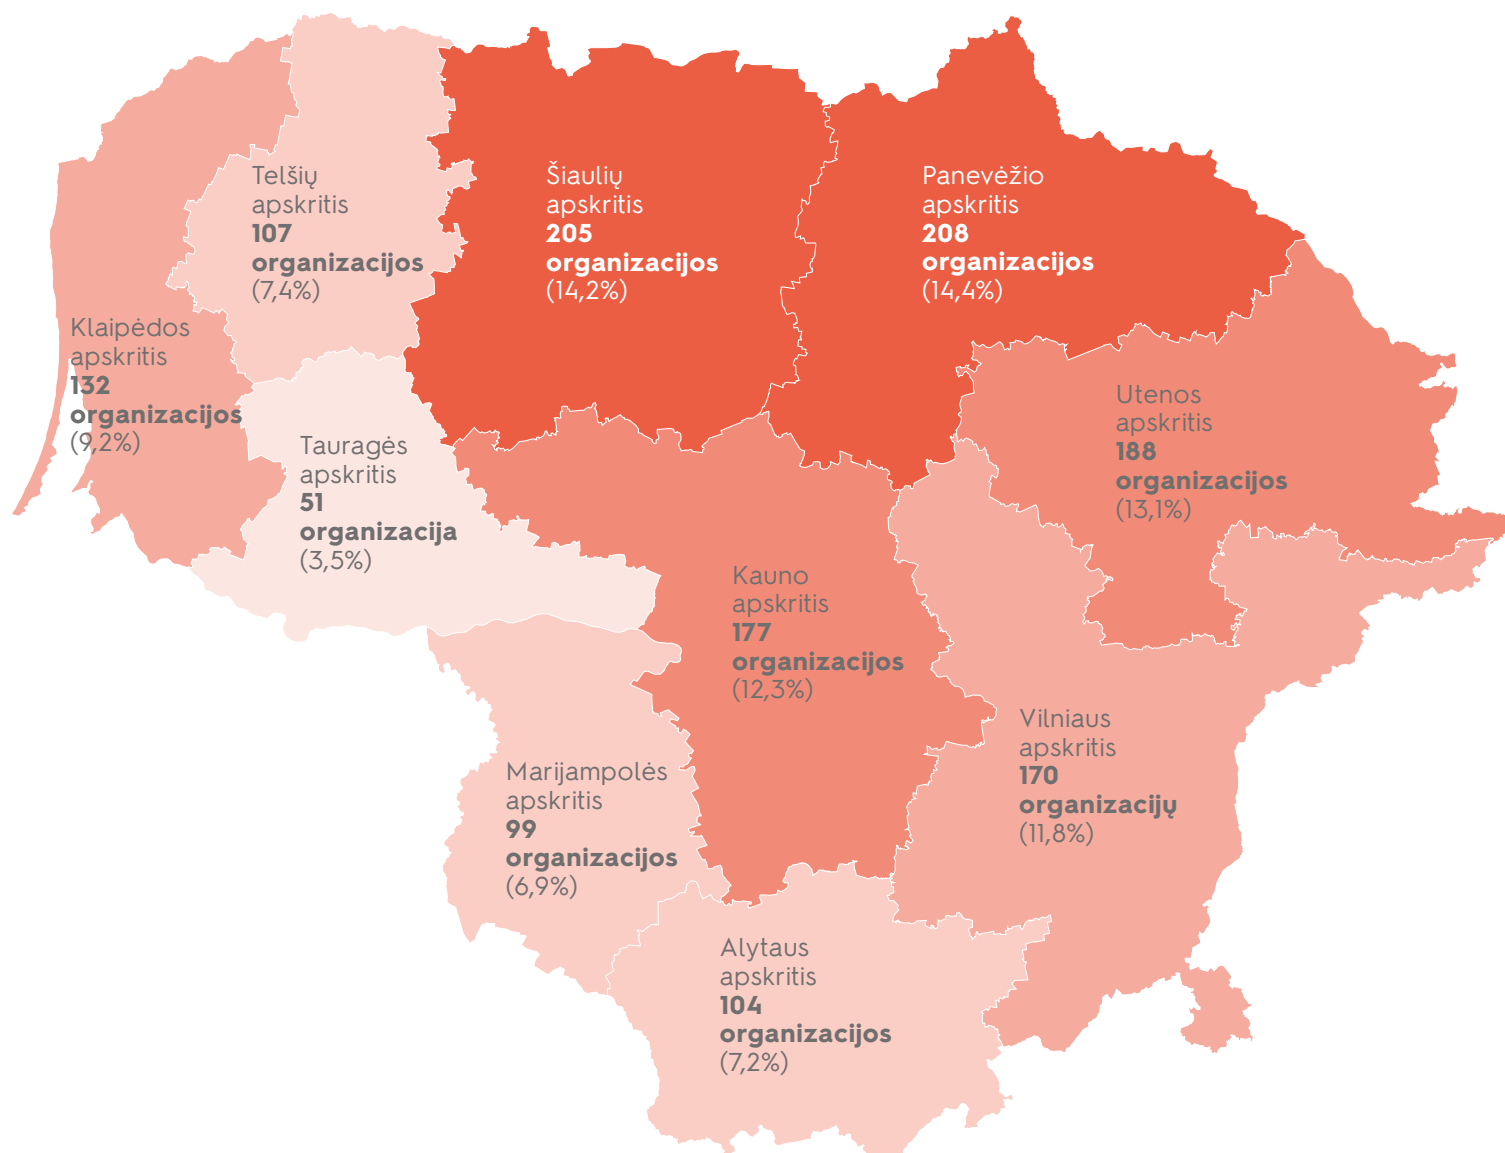 Telšių
apskritis
107
organizacijos
(7,4%)
Šiaulių
apskritis
205
organizacijos
(14,2%)
Panevėžio
apskritis
208
organizacijos
(14,4%)
Klaipėdos
apskritis
132
organizacijos
(9,2%)
Tauragės
apskritis
51
organizacija
(3,5%)
Utenos
apskritis
188
organizacijos
(13,1%)
Kauno
apskritis
177
organizacijos
(12,3%)
Vilniaus
apskritis
170
organizacijų
(11,8%)
Marijampolės
apskritis
99
organizacijos
(6,9%)
Alytaus
apskritis
104
organizacijos
(7,2%)